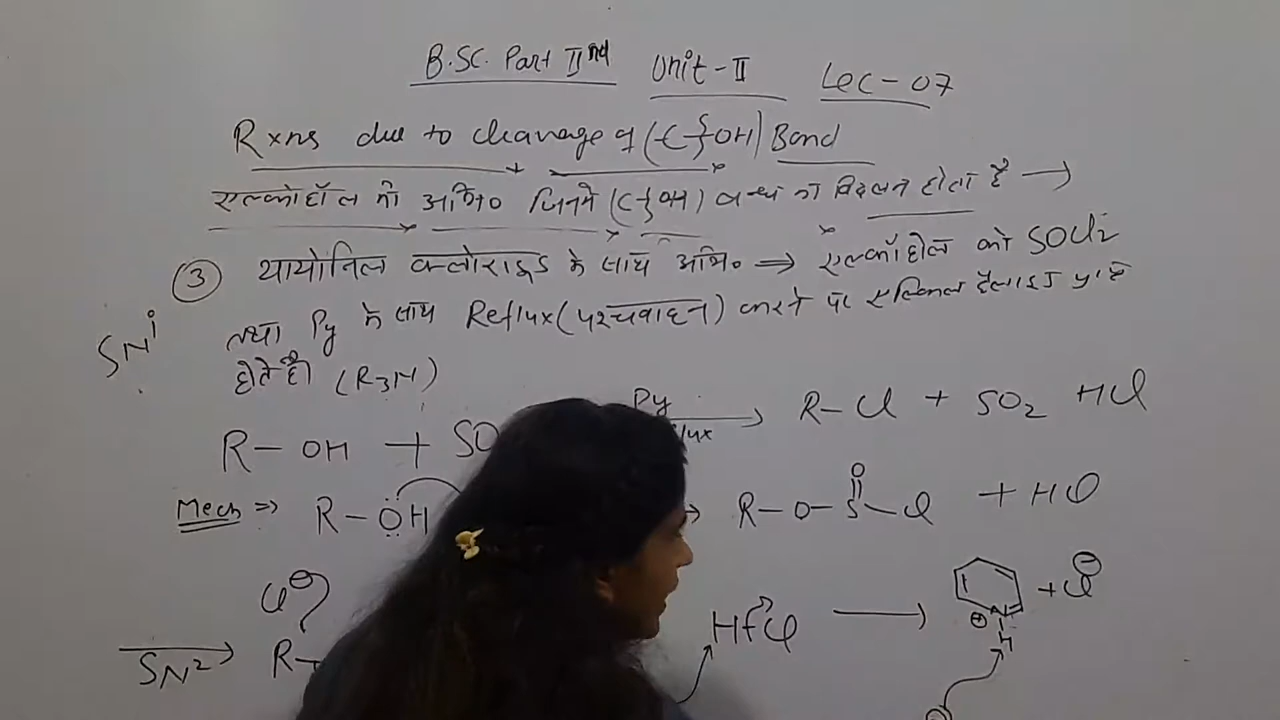 B.SC. Part IInd Unit-II Lec-07
Rxns due to cleavage of (C}OH) Bond
एल्कोहॉल की अभि० जिनमें (C}OH) बन्ध का विदलन होता है →
③ थायोनिल क्लोराइड के साथ अभि० ⇒ एल्कोहॉल को SOCl2
तथा Py के साथ Reflux (पश्चवाहन) करने पर एल्किल हैलाइड प्राप्त
SNi
होते हैं। (R3N)
R-OH + SO Py → R-Cl + SO2 HCl
Mech ⇒ R-ÖH → R-O-S-Cl + HCl
O
Cl⊖
H-Cl → N ⊕ H + Cl⊖
SN2 → R-